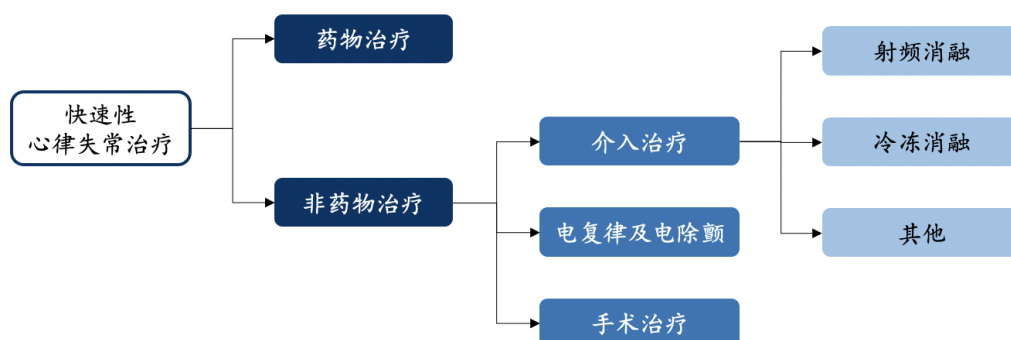 快速性
心律失常治疗
药物治疗
非药物治疗
介入治疗
电复律及电除颤
手术治疗
射频消融
冷冻消融
其他